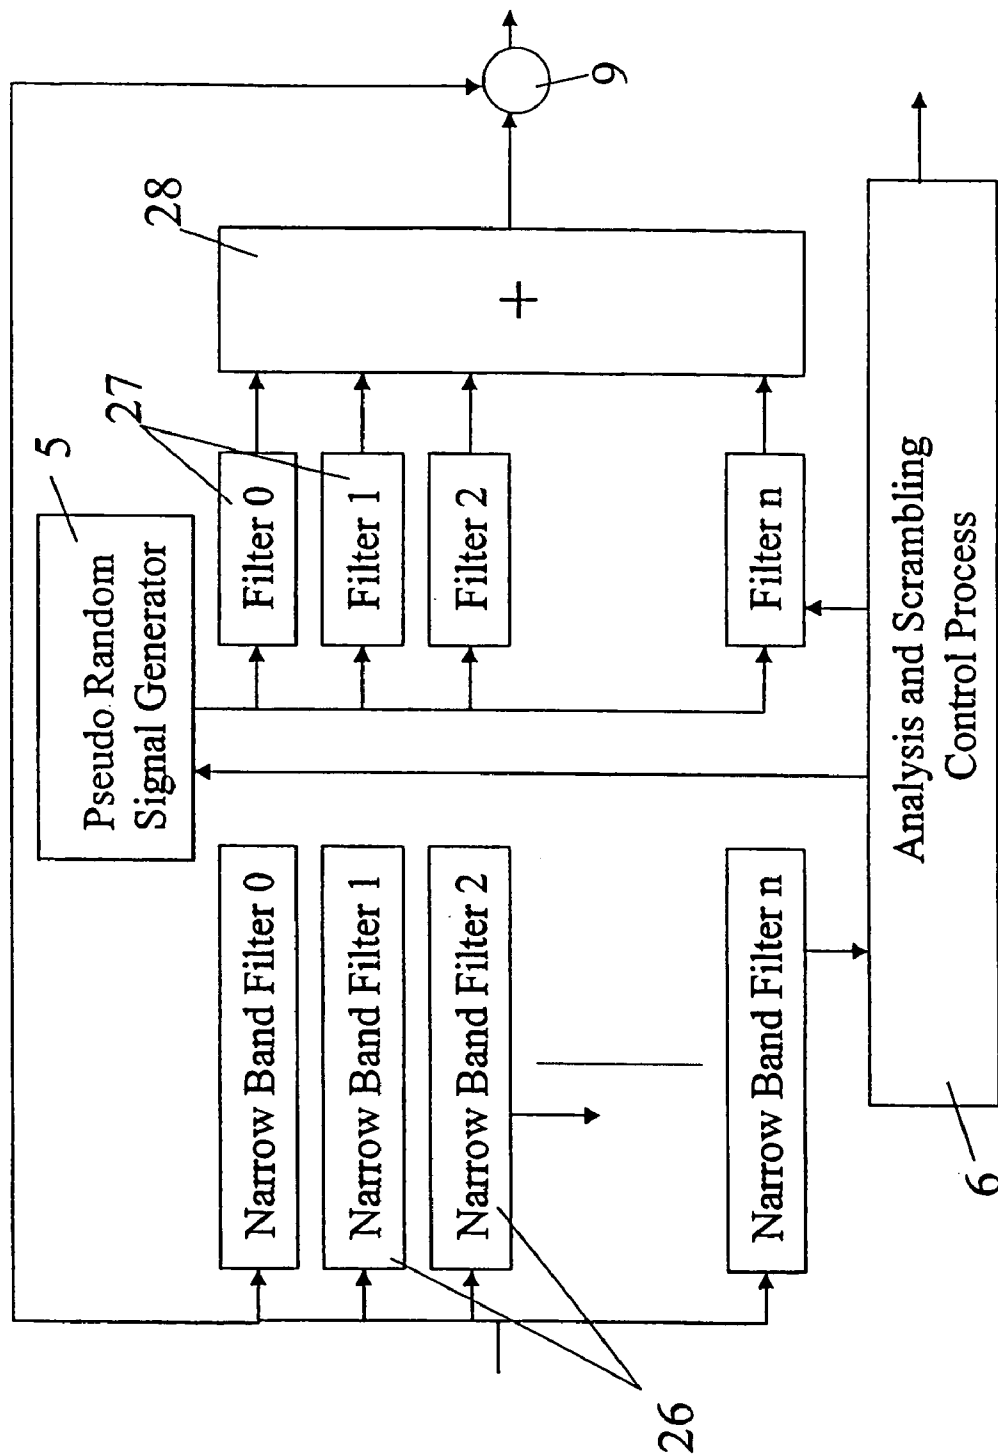 28
9
5
27
Pseudo Random
Signal Generator
Filter 0
Filter 1
Filter 2
Filter n
+
Narrow Band Filter 0
Narrow Band Filter 1
Narrow Band Filter 2
Narrow Band Filter n
26
Analysis and Scrambling
Control Process
6